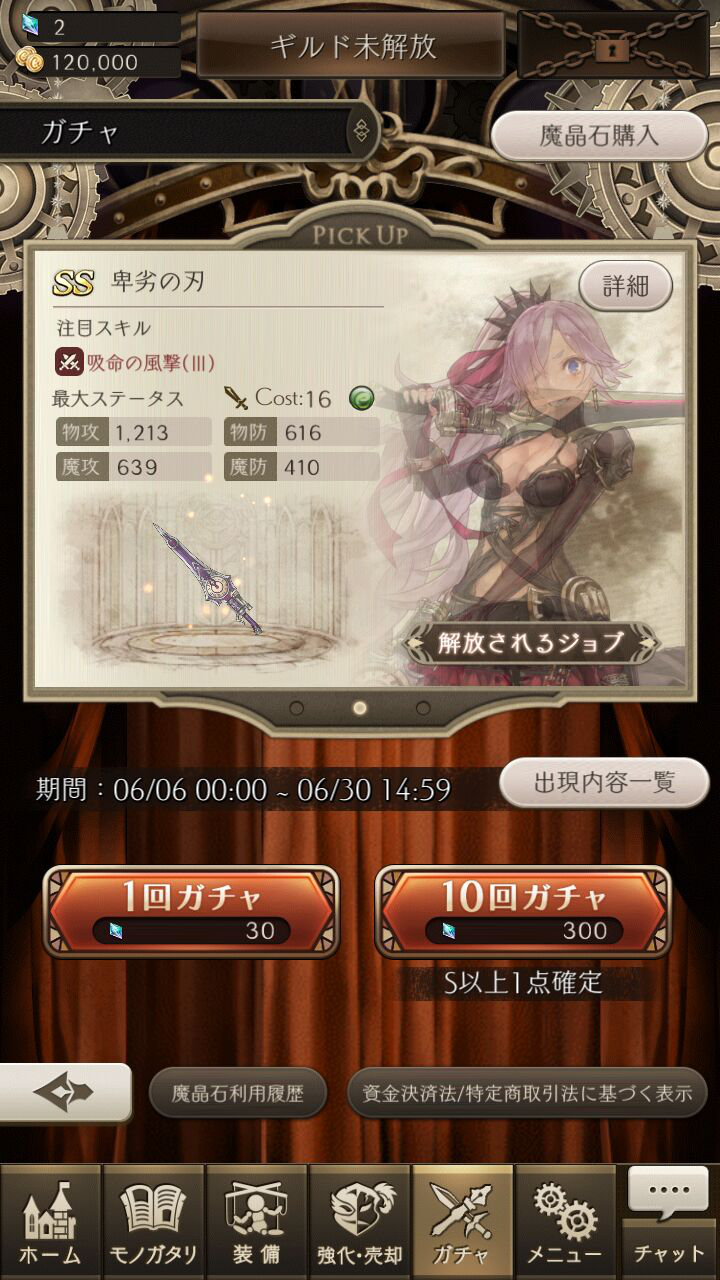 2
120,000
ギルド未解放
ガチャ
魔晶石購入
PICK UP
SS 卑劣の刃
詳細
注目スキル
吸命の風撃(III)
最大ステータス Cost:16
物攻 1,213 物防 616
魔攻 639 魔防 410
解放されるジョブ
期間：06/06 00:00 ~ 06/30 14:59
出現内容一覧
1回ガチャ
30
10回ガチャ
300
S以上1点確定
魔晶石利用履歴
資金決済法/特定商取引法に基づく表示
ホーム
モノガタリ
装備
強化・売却
ガチャ
メニュー
チャット